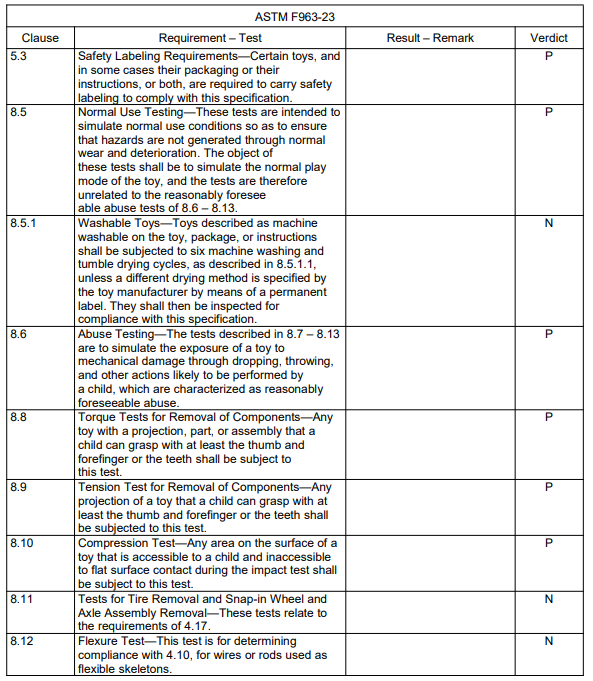 ASTM F963-23
Clause Requirement – Test Result – Remark Verdict
5.3 Safety Labeling Requirements—Certain toys, and P
in some cases their packaging or their
instructions, or both, are required to carry safety
labeling to comply with this specification.
8.5 Normal Use Testing—These tests are intended to P
simulate normal use conditions so as to ensure
that hazards are not generated through normal
wear and deterioration. The object of
these tests shall be to simulate the normal play
mode of the toy, and the tests are therefore
unrelated to the reasonably foresee
able abuse tests of 8.6 – 8.13.
8.5.1 Washable Toys—Toys described as machine N
washable on the toy, package, or instructions
shall be subjected to six machine washing and
tumble drying cycles, as described in 8.5.1.1,
unless a different drying method is specified by
the toy manufacturer by means of a permanent
label. They shall then be inspected for
compliance with this specification.
8.6 Abuse Testing—The tests described in 8.7 – 8.13 P
are to simulate the exposure of a toy to
mechanical damage through dropping, throwing,
and other actions likely to be performed by
a child, which are characterized as reasonably
foreseeable abuse.
8.8 Torque Tests for Removal of Components—Any P
toy with a projection, part, or assembly that a
child can grasp with at least the thumb and
forefinger or the teeth shall be subject to
this test.
8.9 Tension Test for Removal of Components—Any P
projection of a toy that a child can grasp with at
least the thumb and forefinger or the teeth shall
be subjected to this test.
8.10 Compression Test—Any area on the surface of a P
toy that is accessible to a child and inaccessible
to flat surface contact during the impact test shall
be subject to this test.
8.11 Tests for Tire Removal and Snap-in Wheel and N
Axle Assembly Removal—These tests relate to
the requirements of 4.17.
8.12 Flexure Test—This test is for determining N
compliance with 4.10, for wires or rods used as
flexible skeletons.